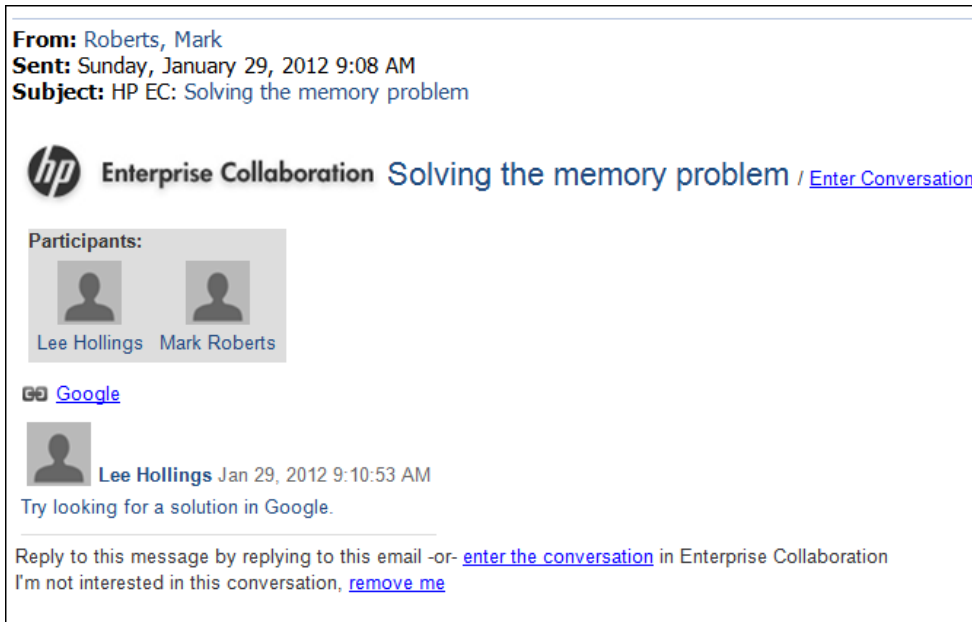 From: Roberts, Mark
Sent: Sunday, January 29, 2012 9:08 AM
Subject: HP EC: Solving the memory problem
hp Enterprise Collaboration Solving the memory problem / Enter Conversation
Participants:
Lee Hollings Mark Roberts
Google
Lee Hollings Jan 29, 2012 9:10:53 AM
Try looking for a solution in Google.
Reply to this message by replying to this email -or- enter the conversation in Enterprise Collaboration
I'm not interested in this conversation, remove me